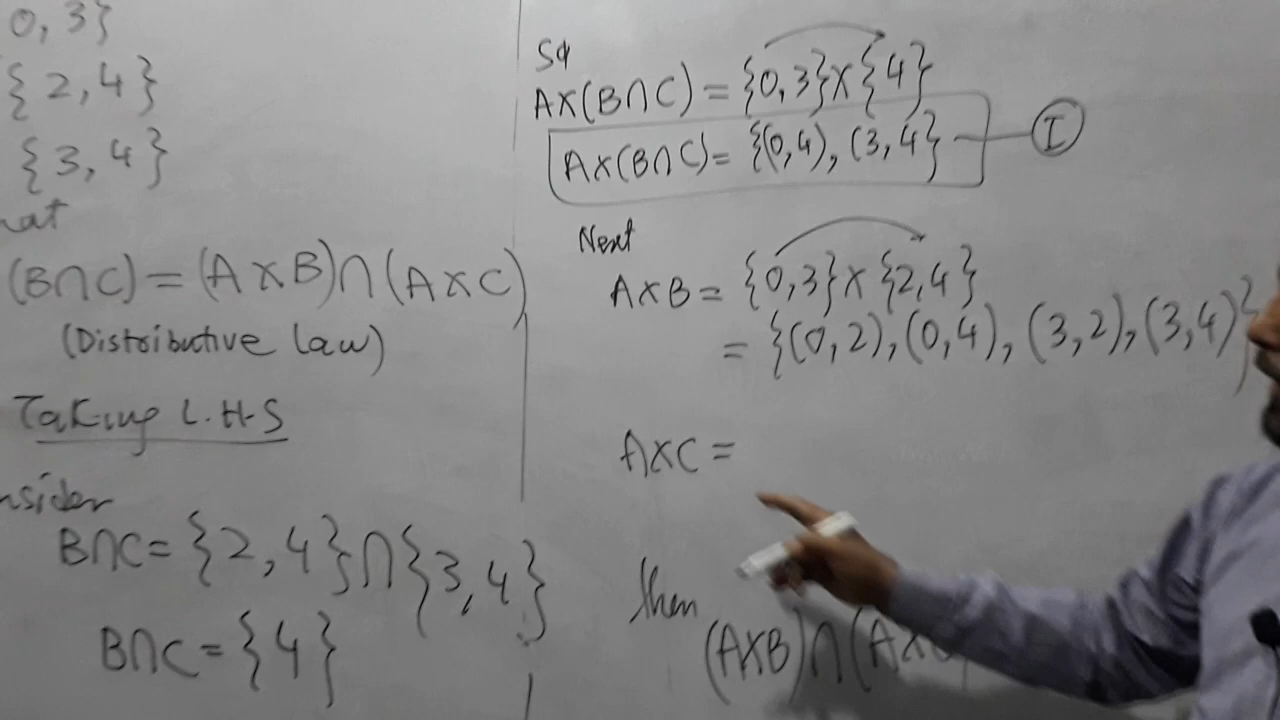 0, 3}
{2, 4}
{3, 4}
(B∩C) = (A×B)∩(A×C)
(Distributive law)
Taking L.H.S
B∩C = {2, 4}∩{3, 4}
B∩C = {4}
So
A×(B∩C) = {0, 3}×{4}
A×(B∩C) = {(0,4), (3,4} — I
Next
A×B = {0,3}×{2,4}
= {(0,2), (0,4), (3,2), (3,4)}
A×C =
then
(A×B)∩(A×